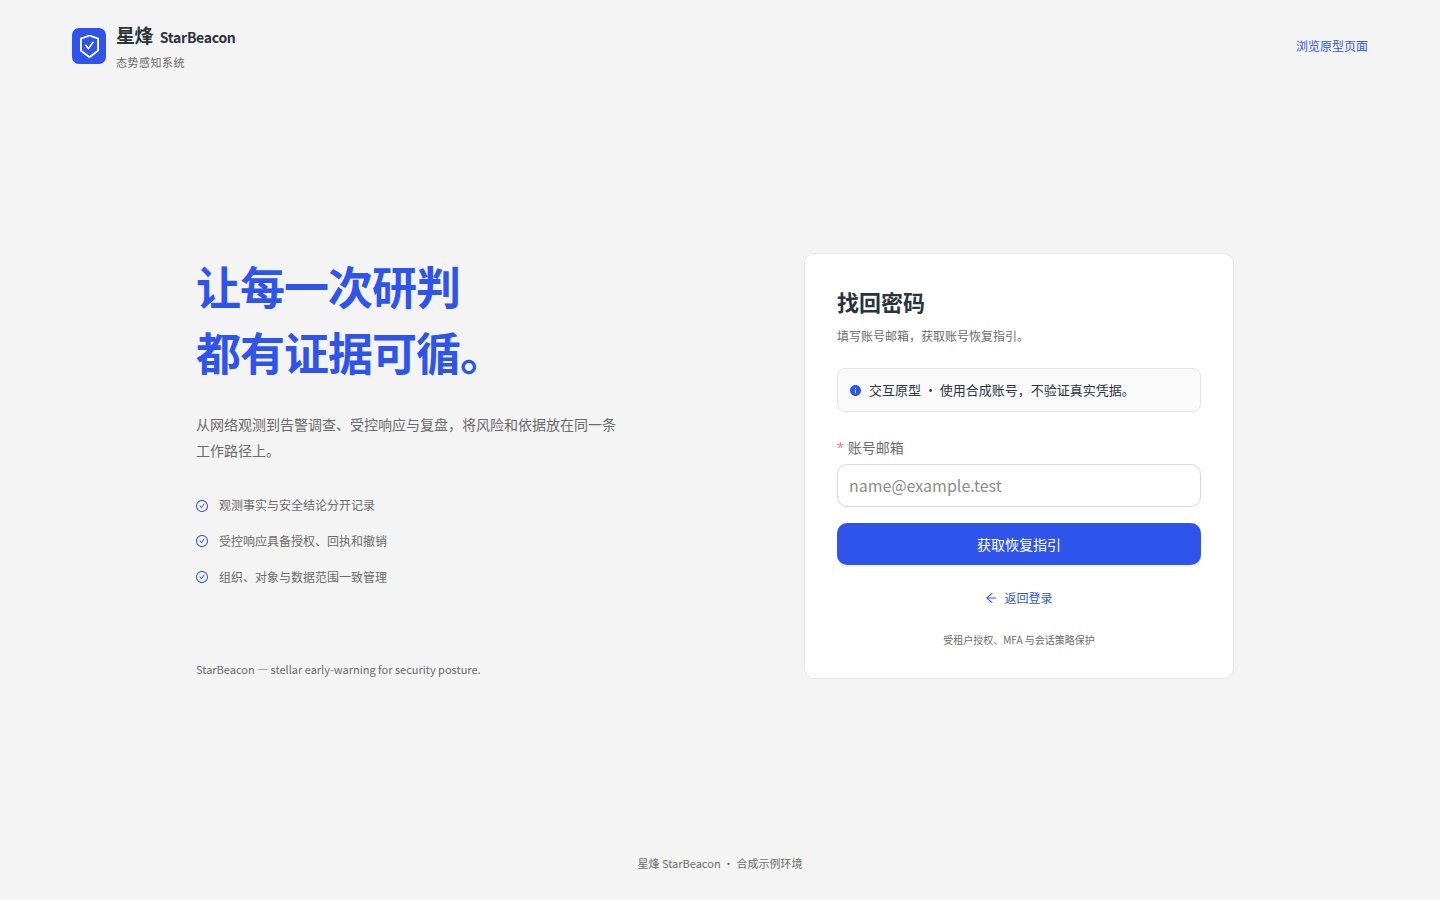 星烽 StarBeacon
态势感知系统
浏览原型页面
让每一次研判
都有证据可循。
从网络观测到告警调查、受控响应与复盘，将风险和依据放在同一条
工作路径上。
观测事实与安全结论分开记录
受控响应具备授权、回执和撤销
组织、对象与数据范围一致管理
StarBeacon — stellar early-warning for security posture.
找回密码
填写账号邮箱，获取账号恢复指引。
交互原型 · 使用合成账号，不验证真实凭据。
* 账号邮箱
name@example.test
获取恢复指引
返回登录
受租户授权、MFA 与会话策略保护
星烽 StarBeacon · 合成示例环境